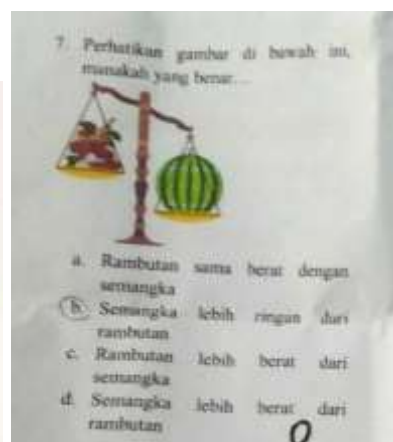 7. Perhatikan gambar di bawah ini,
manakah yang benar....
a. Rambutan sama berat dengan
semangka
b. Semangka lebih ringan dari
rambutan
c. Rambutan lebih berat dari
semangka
d. Semangka lebih berat dari
rambutan